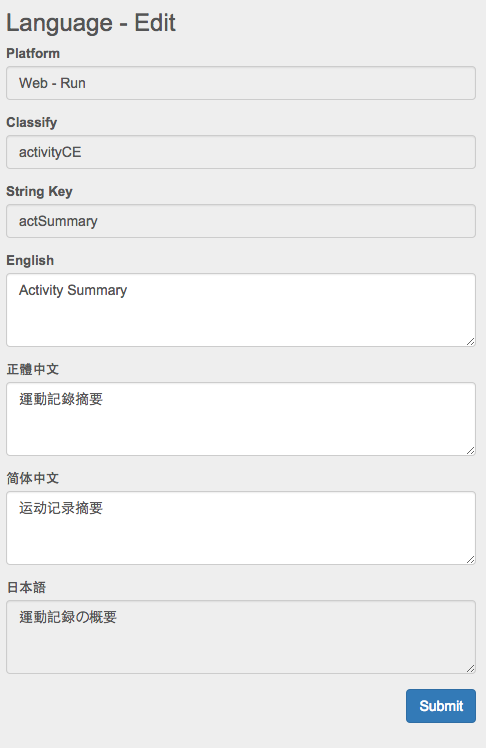 Language - Edit
Platform
Web - Run
Classify
activityCE
String Key
actSummary
English
Activity Summary
正體中文
運動記錄摘要
简体中文
运动记录摘要
日本語
運動記録の概要
Submit